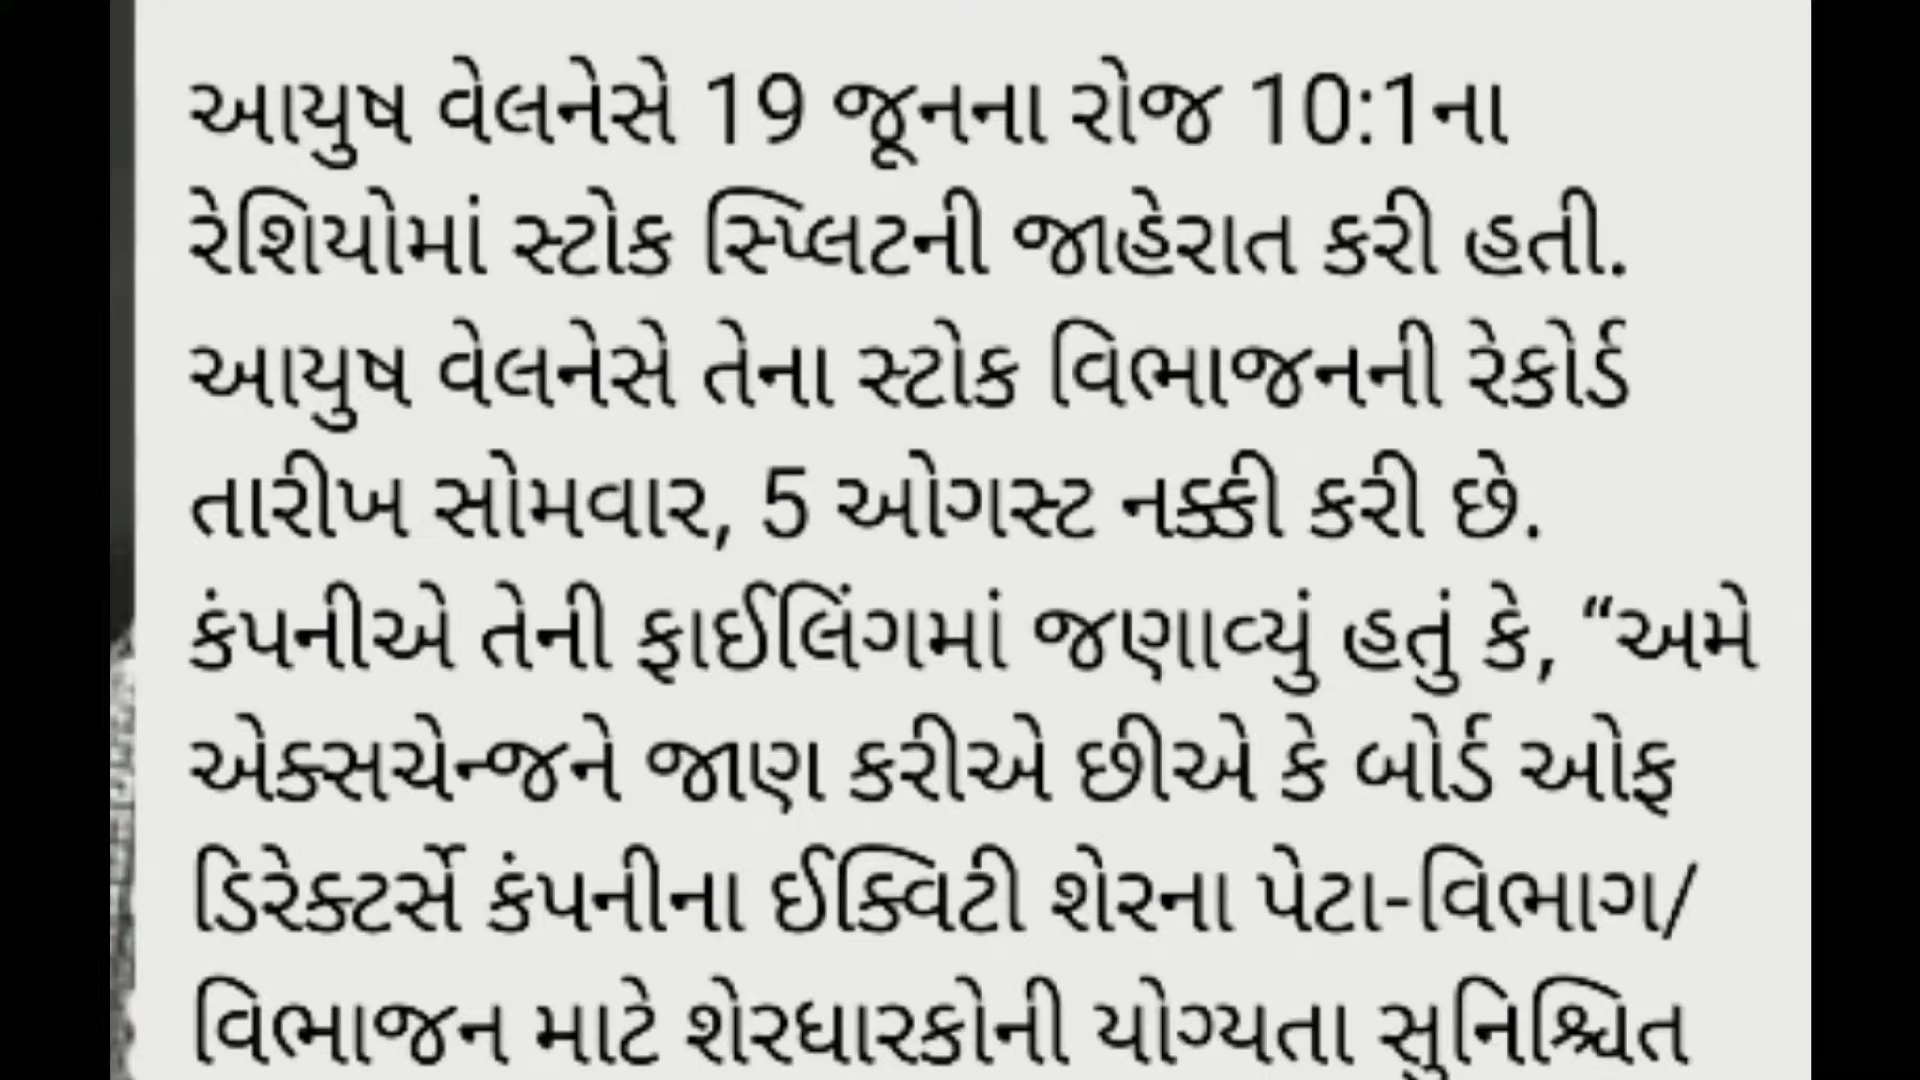 આયુષ વેલનેસે 19 જૂનના રોજ 10:1ના
રેશિયોમાં સ્ટોક સ્પ્લિટની જાહેરાત કરી હતી.
આયુષ વેલનેસે તેના સ્ટોક વિભાજનની રેકોર્ડ
તારીખ સોમવાર, 5 ઓગસ્ટ નક્કી કરી છે.
કંપનીએ તેની ફાઈલિંગમાં જણાવ્યું હતું કે, “અમે
એક્સચેન્જને જાણ કરીએ છીએ કે બોર્ડ ઓફ
ડિરેક્ટર્સે કંપનીના ઈક્વિટી શેરના પેટા-વિભાગ/
વિભાજન માટે શેરધારકોની યોગ્યતા સુનિશ્ચિત